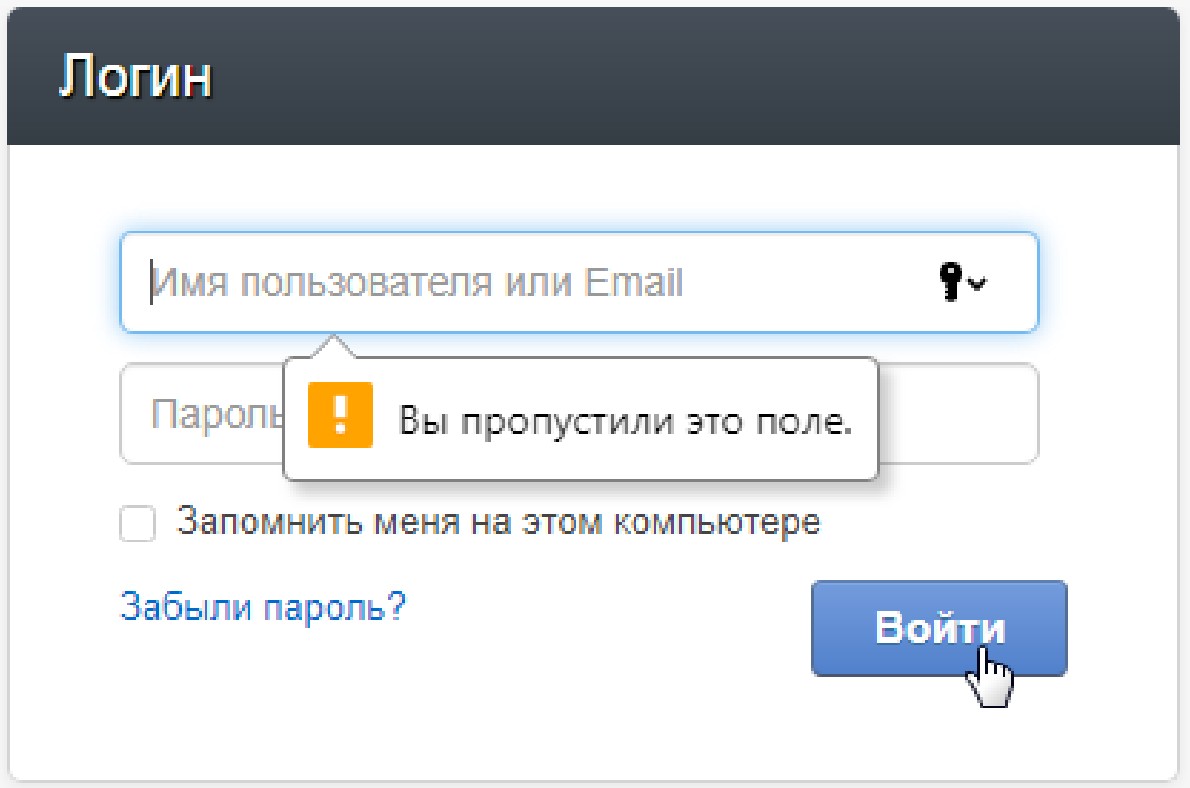 Логин
Имя пользователя или Email
Пароль
Вы пропустили это поле.
Запомнить меня на этом компьютере
Забыли пароль?
Войти